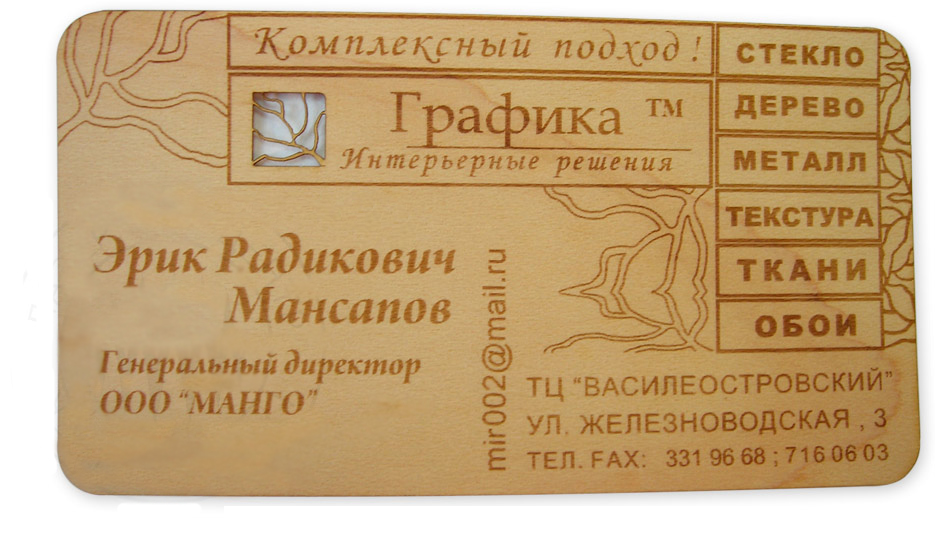 Комплексный подход!
Графика ™
Интерьерные решения
СТЕКЛО
ДЕРЕВО
МЕТАЛЛ
ТЕКСТУРА
ТКАНИ
ОБОИ
Эрик Радикович
Мансапов
Генеральный директор
ООО “МАНГО”
mir002@mail.ru
ТЦ “ВАСИЛЕОСТРОВСКИЙ”
УЛ. ЖЕЛЕЗНОВОДСКАЯ , 3
ТЕЛ. FAX: 331 96 68 ; 716 06 03